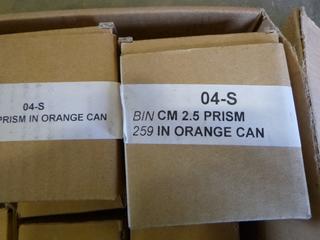 04-S
PRISM IN ORANGE CAN
04-S
BIN CM 2.5 PRISM
259 IN ORANGE CAN